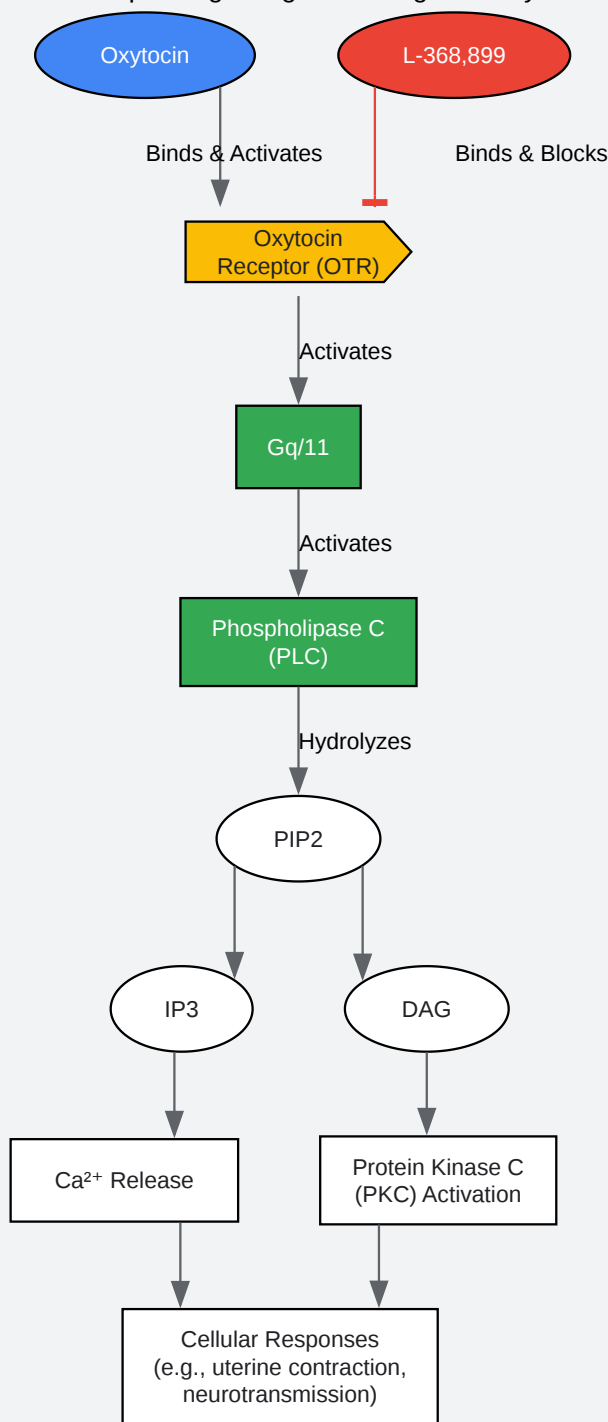 Oxytocin
L-368,899
Binds & Activates
Binds & Blocks
Oxytocin
Receptor (OTR)
Activates
Gq/11
Activates
Phospholipase C
(PLC)
Hydrolyzes
PIP2
IP3
DAG
Ca²⁺ Release
Protein Kinase C
(PKC) Activation
Cellular Responses
(e.g., uterine contraction,
neurotransmission)